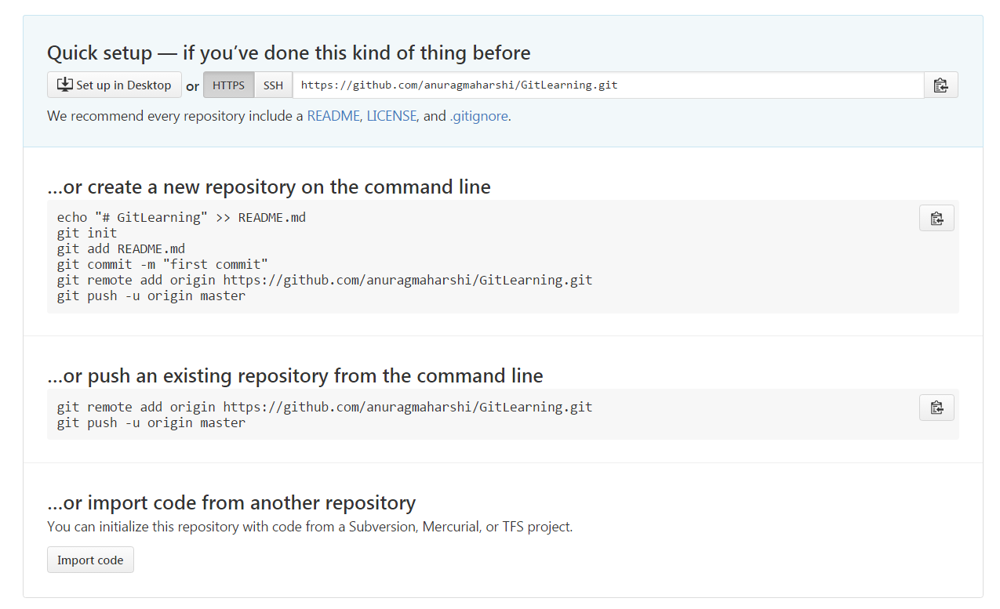 Quick setup — if you’ve done this kind of thing before
Set up in Desktop or HTTPS SSH https://github.com/anuragmaharshi/GitLearning.git
We recommend every repository include a README, LICENSE, and .gitignore.
…or create a new repository on the command line
echo "# GitLearning" >> README.md
git init
git add README.md
git commit -m "first commit"
git remote add origin https://github.com/anuragmaharshi/GitLearning.git
git push -u origin master
…or push an existing repository from the command line
git remote add origin https://github.com/anuragmaharshi/GitLearning.git
git push -u origin master
…or import code from another repository
You can initialize this repository with code from a Subversion, Mercurial, or TFS project.
Import code